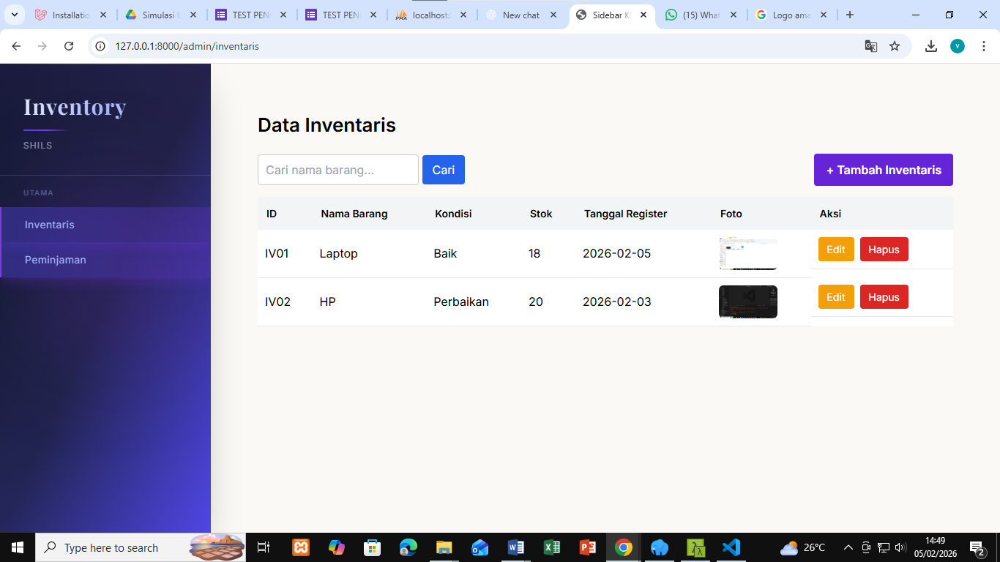 Installatio
Simulasi U
TEST PEN
TEST PEN
localhost:
New chat
Sidebar K
(15) What
Logo ama
127.0.0.1:8000/admin/inventaris
V
Inventory
SHILS
UTAMA
Inventaris
Peminjaman
Data Inventaris
Cari nama barang...
Cari
+ Tambah Inventaris
ID Nama Barang Kondisi Stok Tanggal Register Foto Aksi
IV01 Laptop Baik 18 2026-02-05 Edit Hapus
IV02 HP Perbaikan 20 2026-02-03 Edit Hapus
Type here to search
26°C
14:49
05/02/2026
2